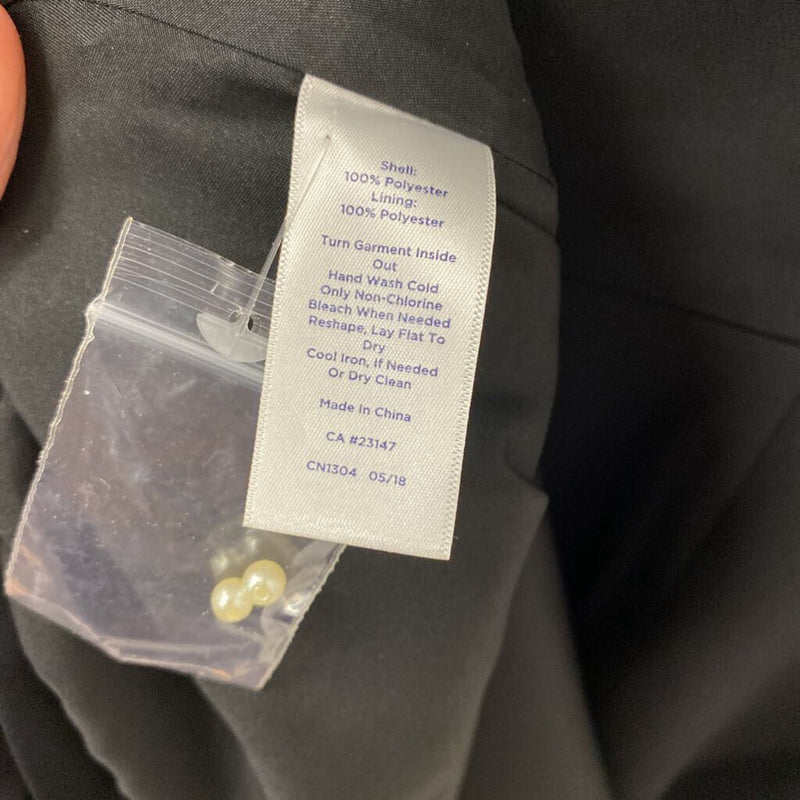 Shell:
100% Polyester
Lining:
100% Polyester
Turn Garment Inside
Out
Hand Wash Cold
Only Non-Chlorine
Bleach When Needed
Reshape, Lay Flat To
Dry
Cool Iron, If Needed
Or Dry Clean
Made In China
CA #23147
CN1304 05/18